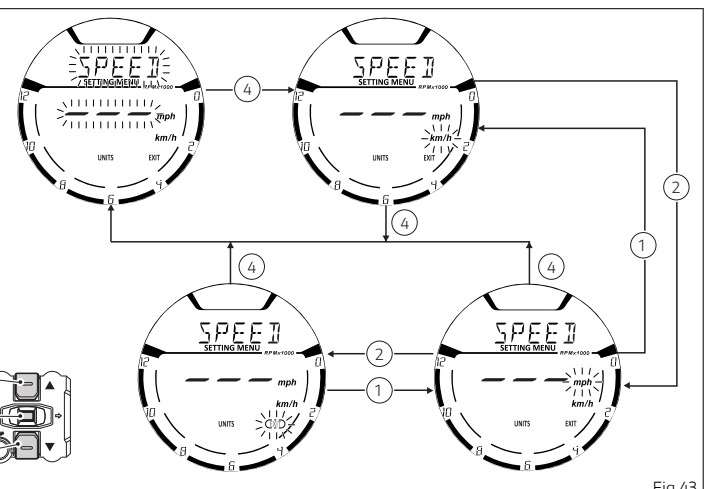 SPEED
SETTING MENU
RPMx1000
12 0
mph
km/h
10 2
UNITS EXIT
8 4
6
4
SPEED
SETTING MENU
RPMx1000
12 0
mph
km/h
10 2
UNITS EXIT
8 4
6
2
1
4
4
4
SPEED
SETTING MENU
RPMx1000
12 0
mph
km/h
10 2
UNITS
8 4
6
2
1
SPEED
SETTING MENU
RPMx1000
12 0
mph
km/h
10 2
UNITS EXIT
8 4
6
Fig 43